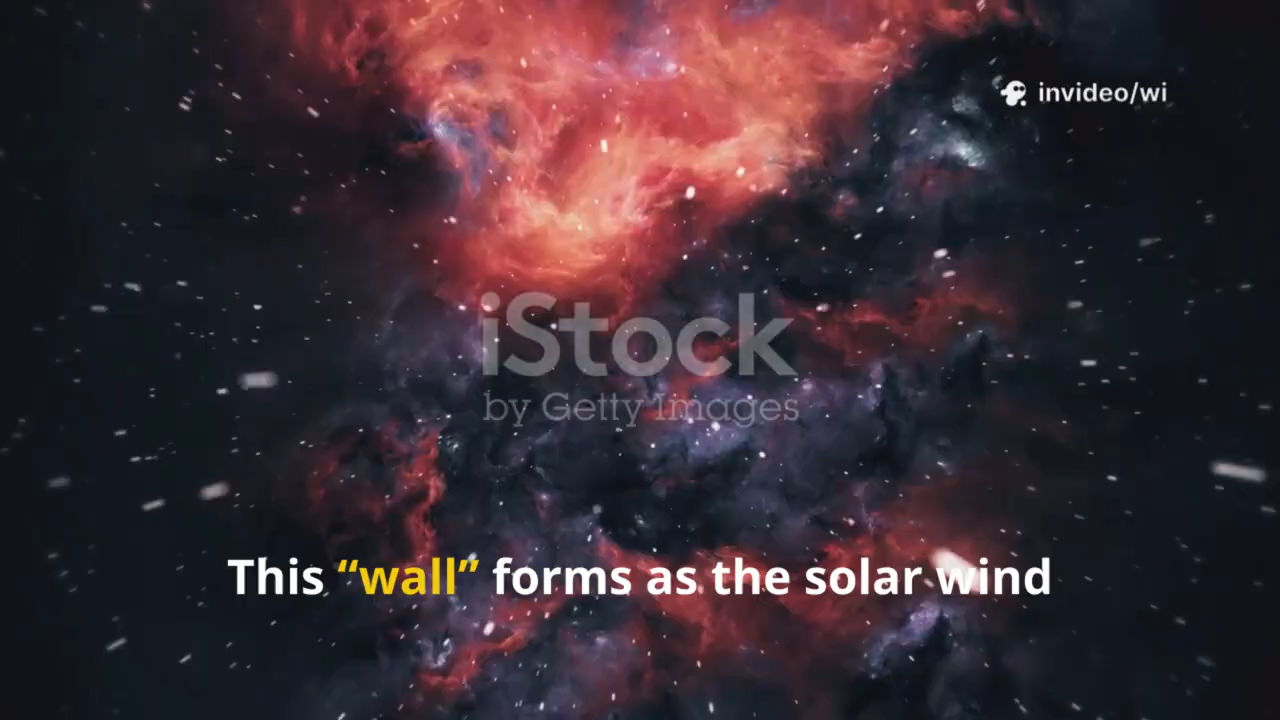 invideo/wi
iStock
by Getty Images
This “wall” forms as the solar wind